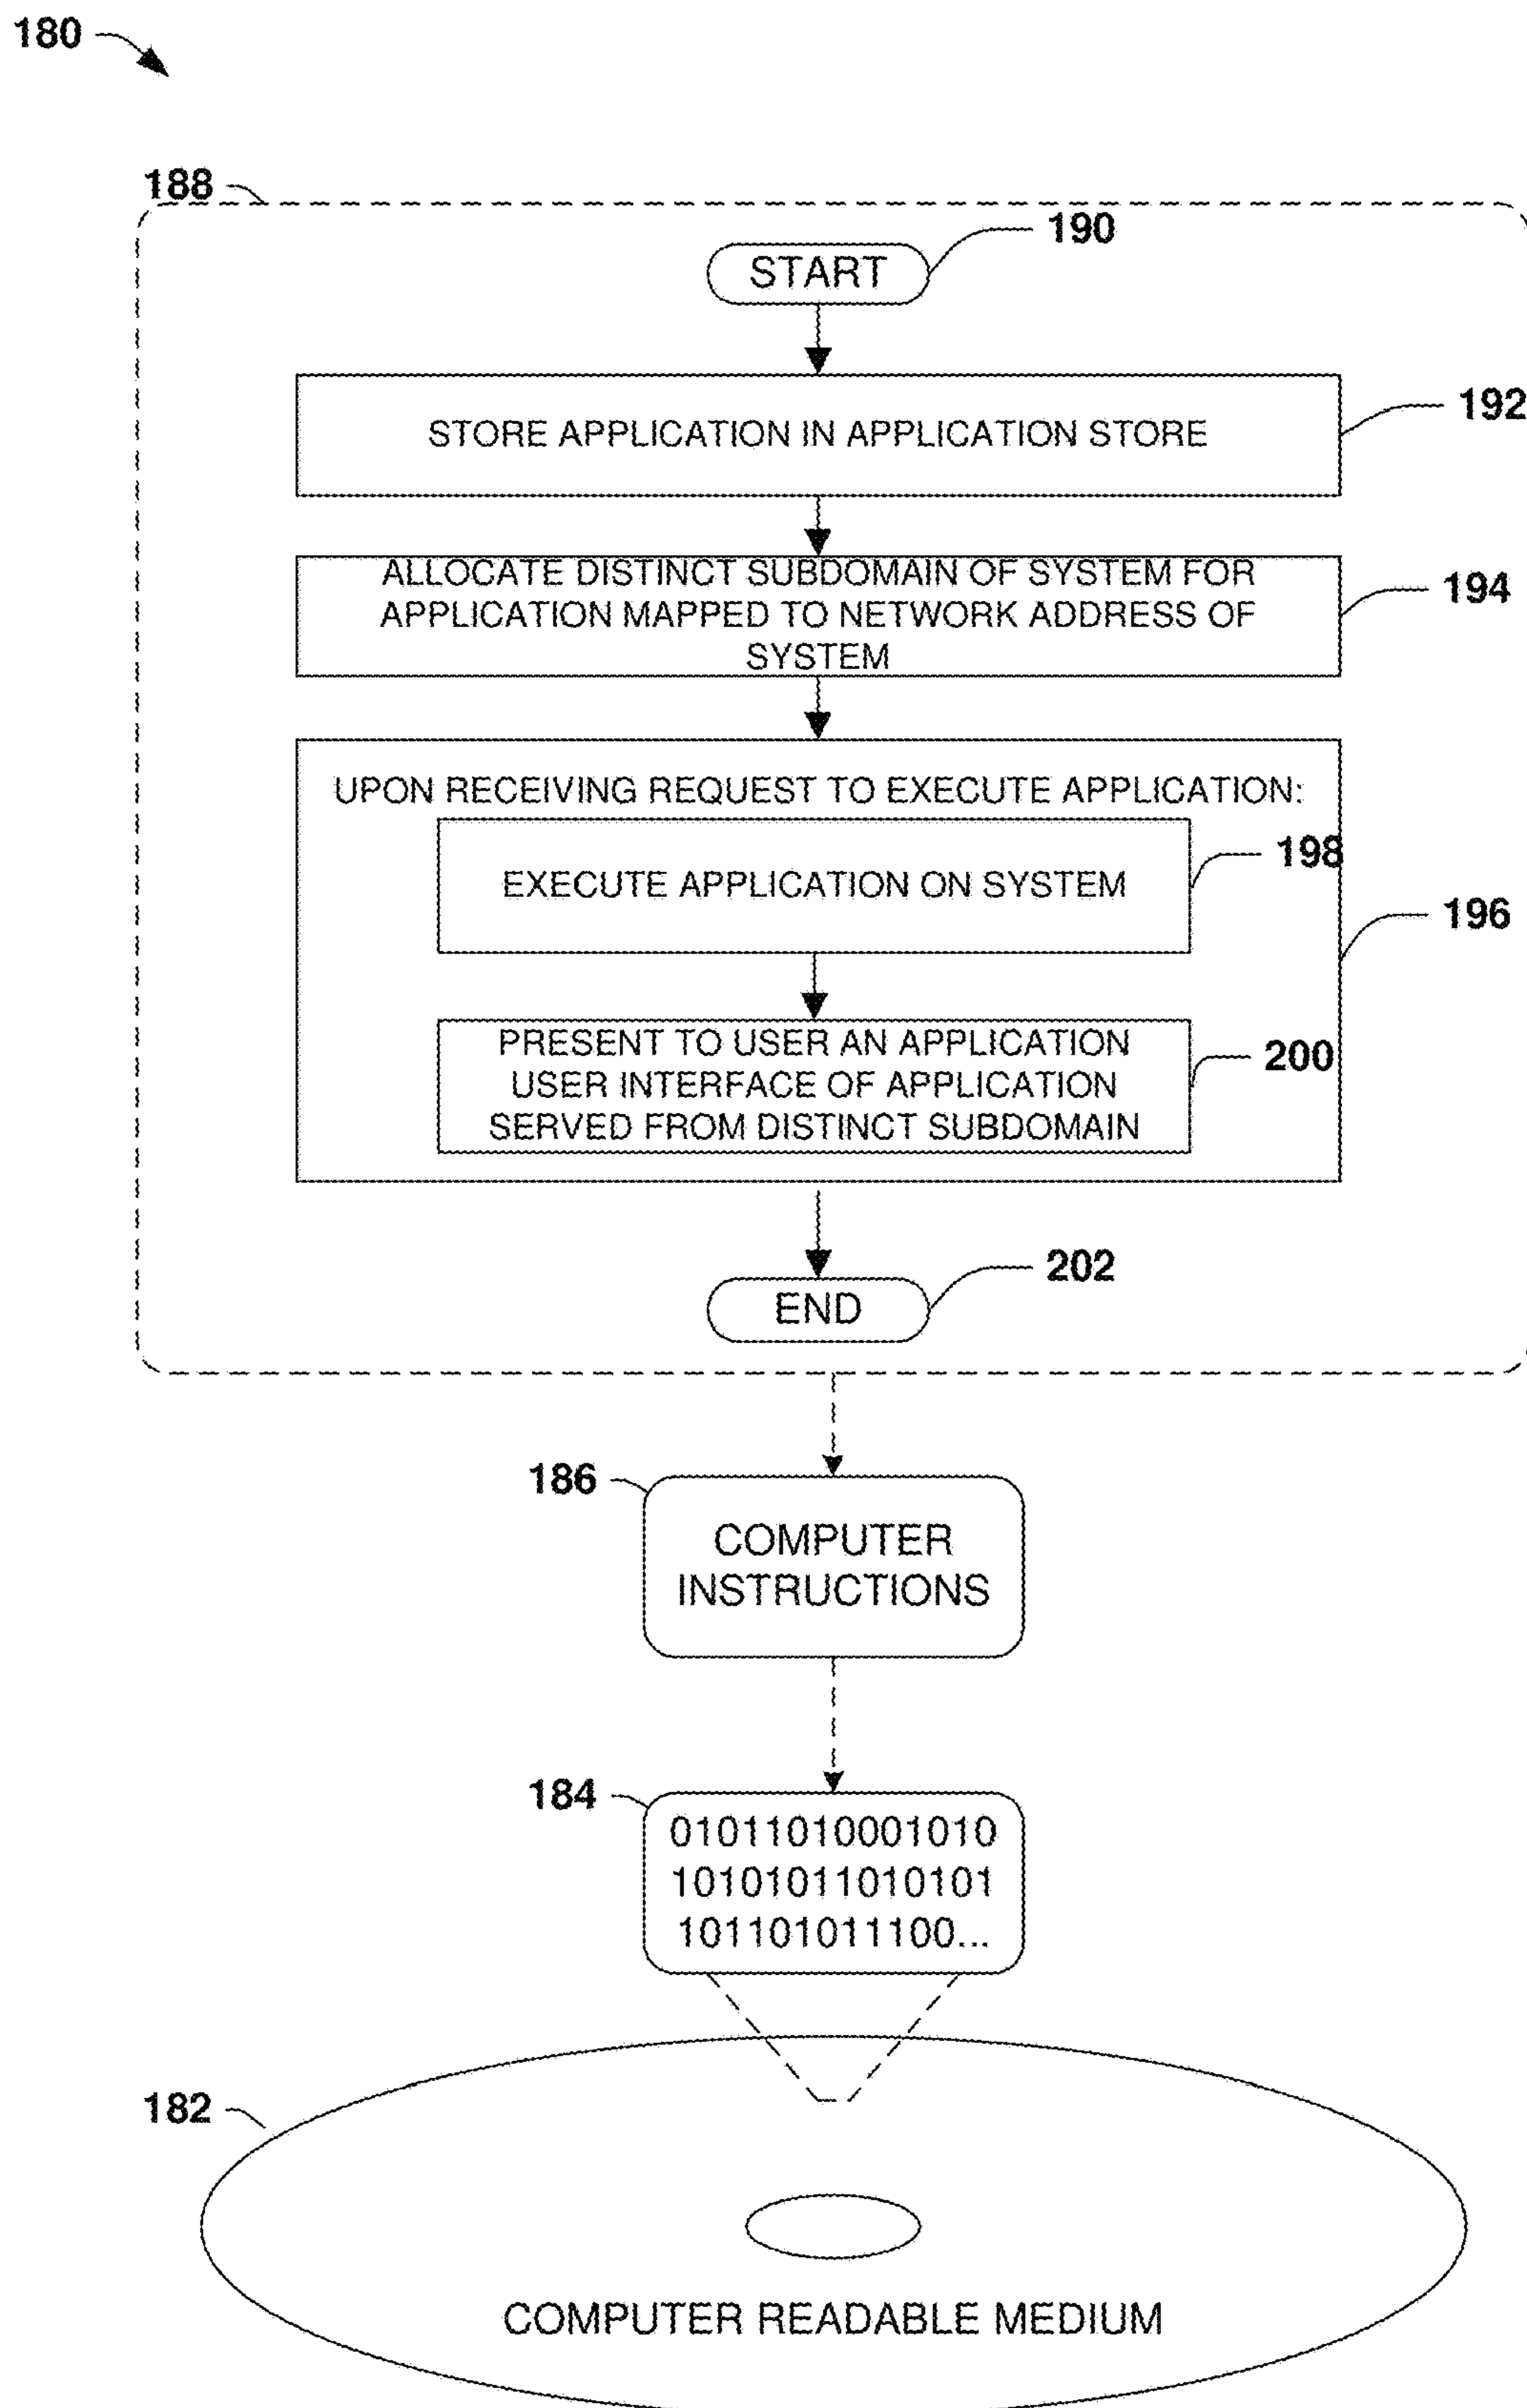 180
188
190
START
192
STORE APPLICATION IN APPLICATION STORE
ALLOCATE DISTINCT SUBDOMAIN OF SYSTEM FOR
194
APPLICATION MAPPED TO NETWORK ADDRESS OF
SYSTEM
UPON RECEIVING REQUEST TO EXECUTE APPLICATION:
198
EXECUTE APPLICATION ON SYSTEM
196
PRESENT TO USER AN APPLICATION
200
USER INTERFACE OF APPLICATION
SERVED FROM DISTINCT SUBDOMAIN
202
END
186
COMPUTER
INSTRUCTIONS
184
01011010001010
10101011010101
101101011100...
182
COMPUTER READABLE MEDIUM